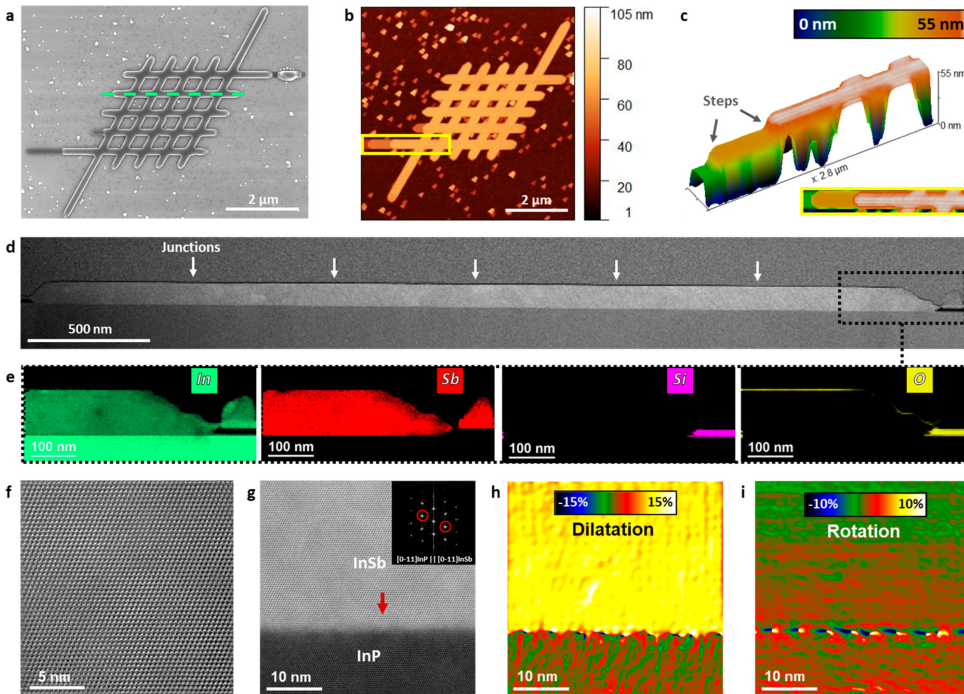 a
2 μm
b
105 nm
80
60
40
20
1
2 μm
c
0 nm
55 nm
Steps
55 nm
0 nm
x: 2.8 μm
d
Junctions
500 nm
e
In
100 nm
Sb
100 nm
Si
100 nm
O
100 nm
f
5 nm
g
[0-11]InP || [0-11]InSb
InSb
InP
10 nm
h
-15% 15%
Dilatation
10 nm
i
-10% 10%
Rotation
10 nm